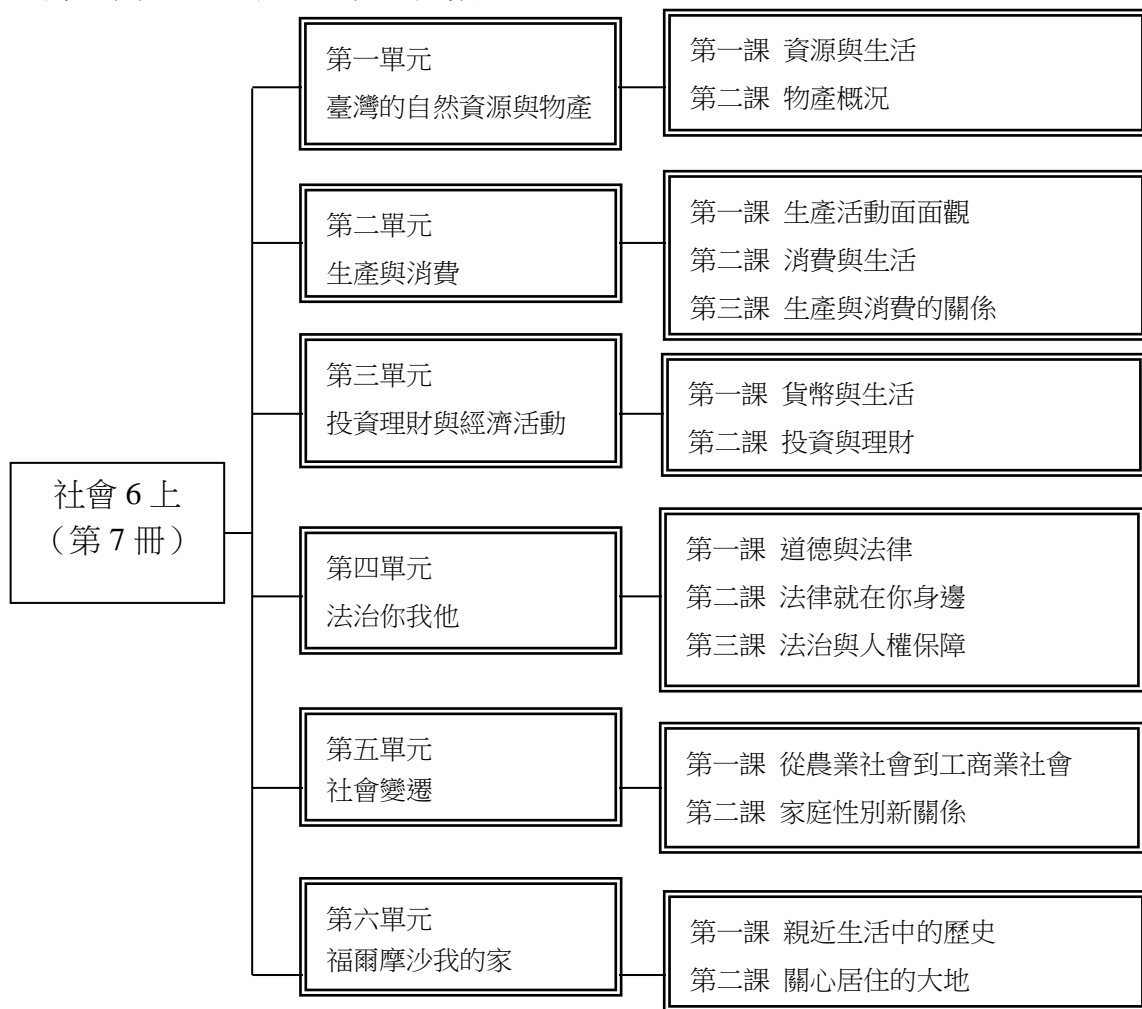 社會 6 上
（第 7 冊）
第一單元
臺灣的自然資源與物產
第一課 資源與生活
第二課 物產概況
第二單元
生產與消費
第一課 生產活動面面觀
第二課 消費與生活
第三課 生產與消費的關係
第三單元
投資理財與經濟活動
第一課 貨幣與生活
第二課 投資與理財
第四單元
法治你我他
第一課 道德與法律
第二課 法律就在你身邊
第三課 法治與人權保障
第五單元
社會變遷
第一課 從農業社會到工商業社會
第二課 家庭性別新關係
第六單元
福爾摩沙我的家
第一課 親近生活中的歷史
第二課 關心居住的大地